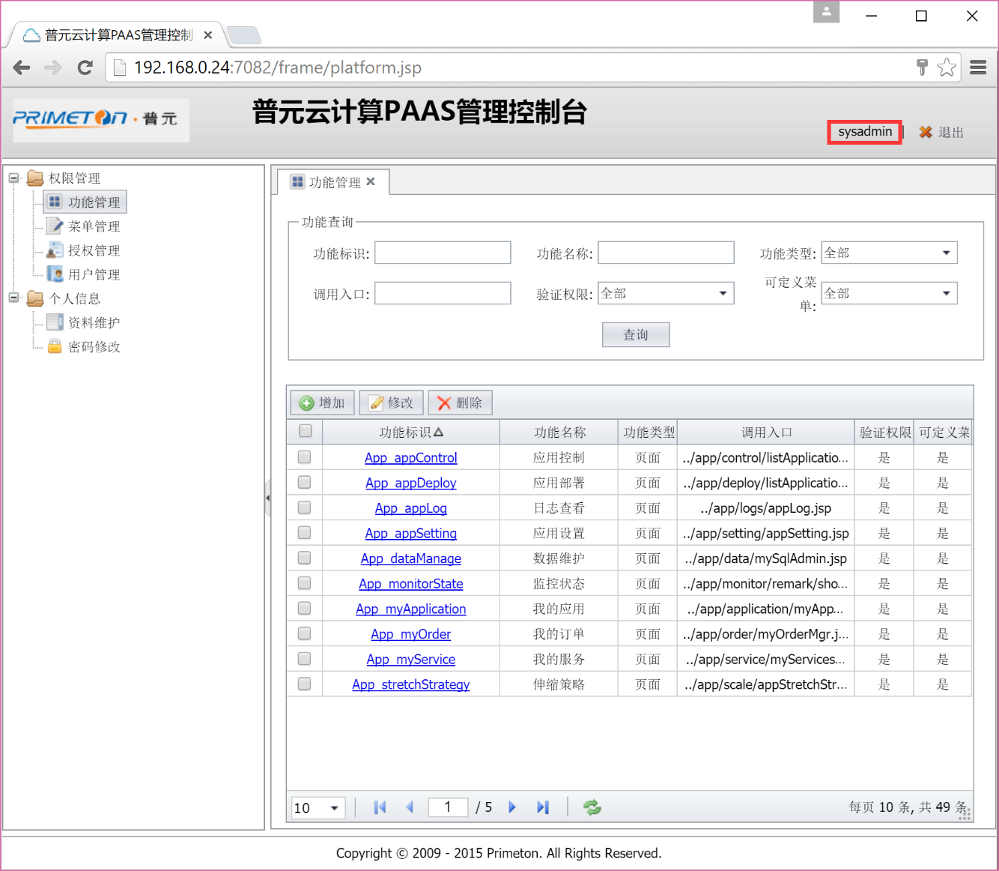 普元云计算PAAS管理控制
192.168.0.24:7082/frame/platform.jsp
PRIMETON · 普元
普元云计算PAAS管理控制台
sysadmin | 退出
权限管理
功能管理
菜单管理
授权管理
用户管理
个人信息
资料维护
密码修改
功能管理
功能查询
功能标识: 功能名称: 功能类型: 全部
调用入口: 验证权限: 全部 可定义菜单: 全部
查询
增加 修改 删除
功能标识 功能名称 功能类型 调用入口 验证权限 可定义菜
App_appControl 应用控制 页面 ../app/control/listApplicatio... 是 是
App_appDeploy 应用部署 页面 ../app/deploy/listApplicatio... 是 是
App_appLog 日志查看 页面 ../app/logs/appLog.jsp 是 是
App_appSetting 应用设置 页面 ../app/setting/appSetting.jsp 是 是
App_dataManage 数据维护 页面 ../app/data/mySqlAdmin.jsp 是 是
App_monitorState 监控状态 页面 ../app/monitor/remark/sho... 是 是
App_myApplication 我的应用 页面 ../app/application/myApp... 是 是
App_myOrder 我的订单 页面 ../app/order/myOrderMgr.j... 是 是
App_myService 我的服务 页面 ../app/service/myServices... 是 是
App_stretchStrategy 伸缩策略 页面 ../app/scale/appStretchStr... 是 是
10 1 / 5 每页 10 条, 共 49 条
Copyright © 2009 - 2015 Primeton. All Rights Reserved.